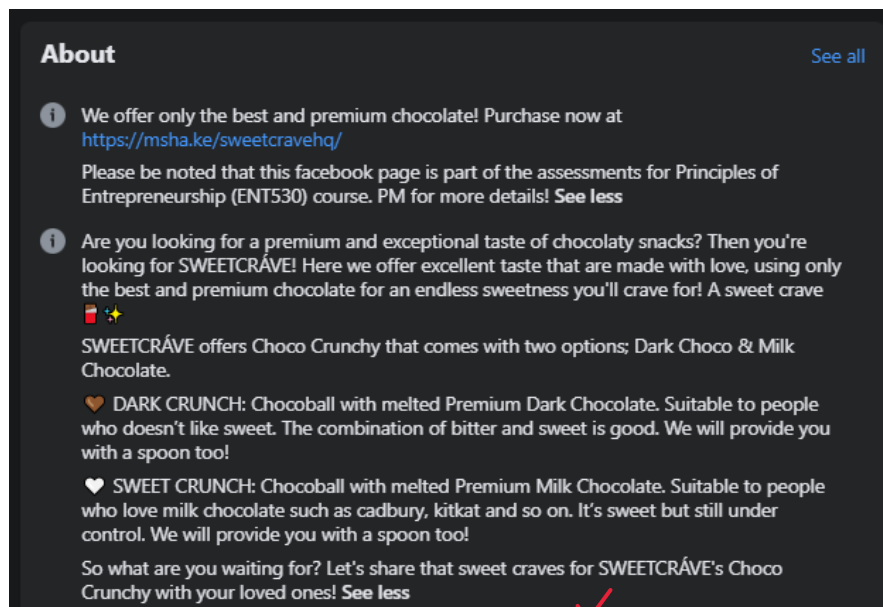 About
See all
We offer only the best and premium chocolate! Purchase now at
https://msha.ke/sweetcravehq/
Please be noted that this facebook page is part of the assessments for Principles of
Entrepreneurship (ENT530) course. PM for more details! See less
Are you looking for a premium and exceptional taste of chocolaty snacks? Then you're
looking for SWEETCRÁVE! Here we offer excellent taste that are made with love, using only
the best and premium chocolate for an endless sweetness you'll crave for! A sweet crave
🍫✨
SWEETCRÁVE offers Choco Crunchy that comes with two options; Dark Choco & Milk
Chocolate.
🤎 DARK CRUNCH: Chocoball with melted Premium Dark Chocolate. Suitable to people
who doesn't like sweet. The combination of bitter and sweet is good. We will provide you
with a spoon too!
🤍 SWEET CRUNCH: Chocoball with melted Premium Milk Chocolate. Suitable to people
who love milk chocolate such as cadbury, kitkat and so on. It's sweet but still under
control. We will provide you with a spoon too!
So what are you waiting for? Let's share that sweet craves for SWEETCRÁVE's Choco
Crunchy with your loved ones! See less